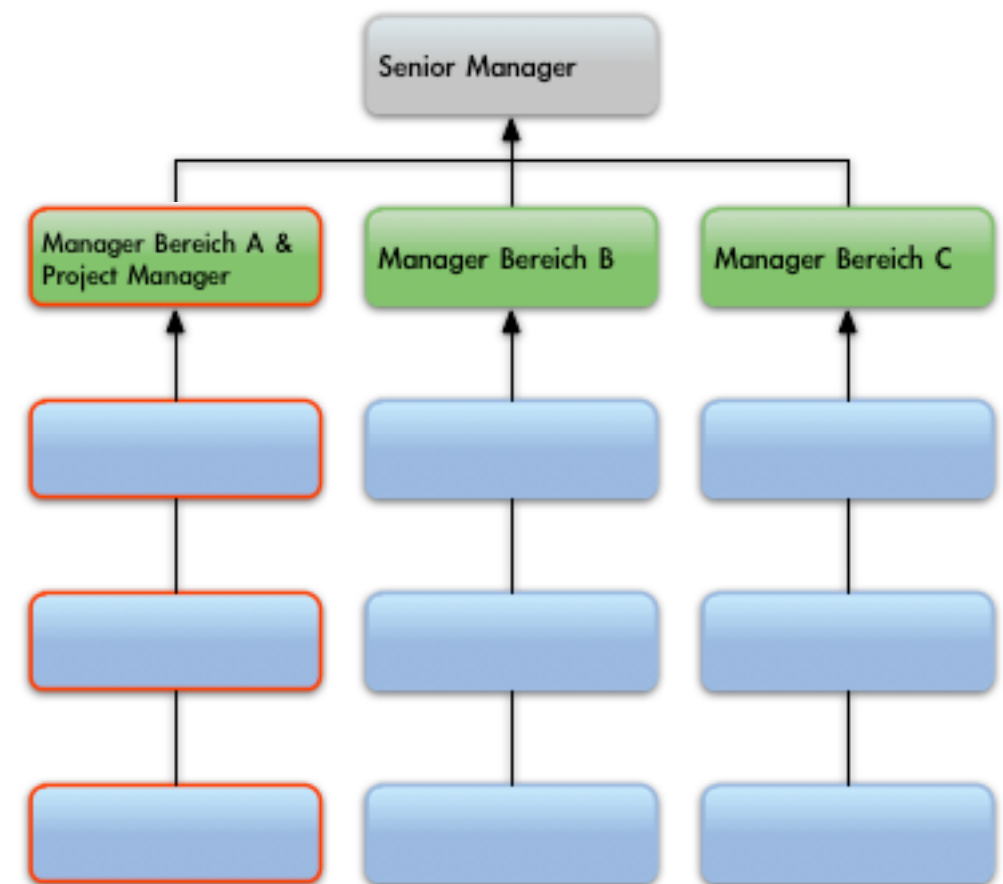 Senior Manager
Manager Bereich A &
Project Manager
Manager Bereich B
Manager Bereich C